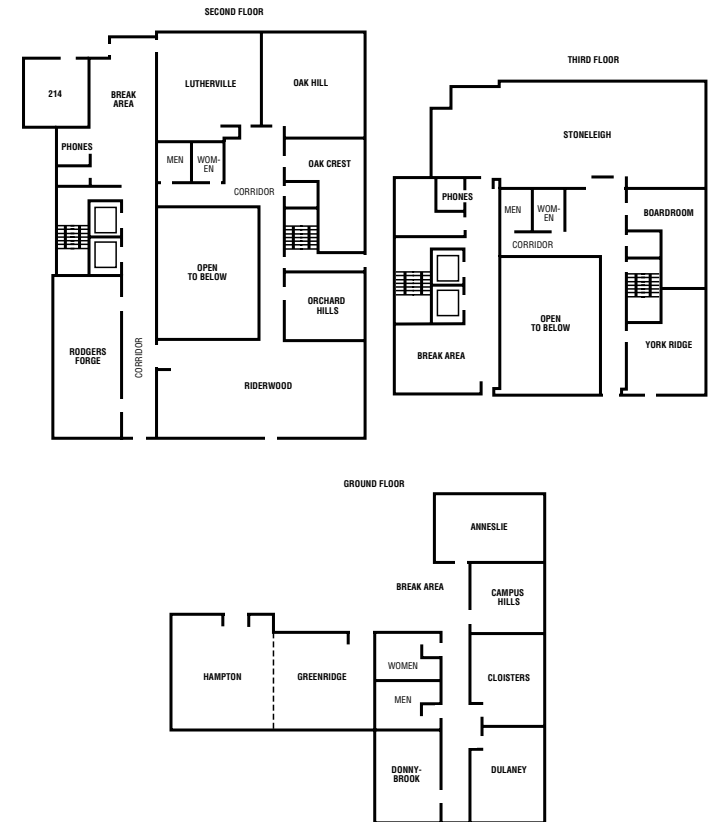 SECOND FLOOR
214
BREAK
AREA
LUTHERVILLE
OAK HILL
PHONES
MEN
WOM-
EN
OAK CREST
CORRIDOR
OPEN
TO BELOW
ORCHARD
HILLS
RODGERS
FORGE
CORRIDOR
RIDERWOOD
THIRD FLOOR
STONELEIGH
PHONES
MEN
WOM-
EN
BOARDROOM
CORRIDOR
OPEN
TO BELOW
BREAK AREA
YORK RIDGE
GROUND FLOOR
ANNESLIE
BREAK AREA
CAMPUS
HILLS
HAMPTON
GREENRIDGE
WOMEN
CLOISTERS
MEN
DONNY-
BROOK
DULANEY